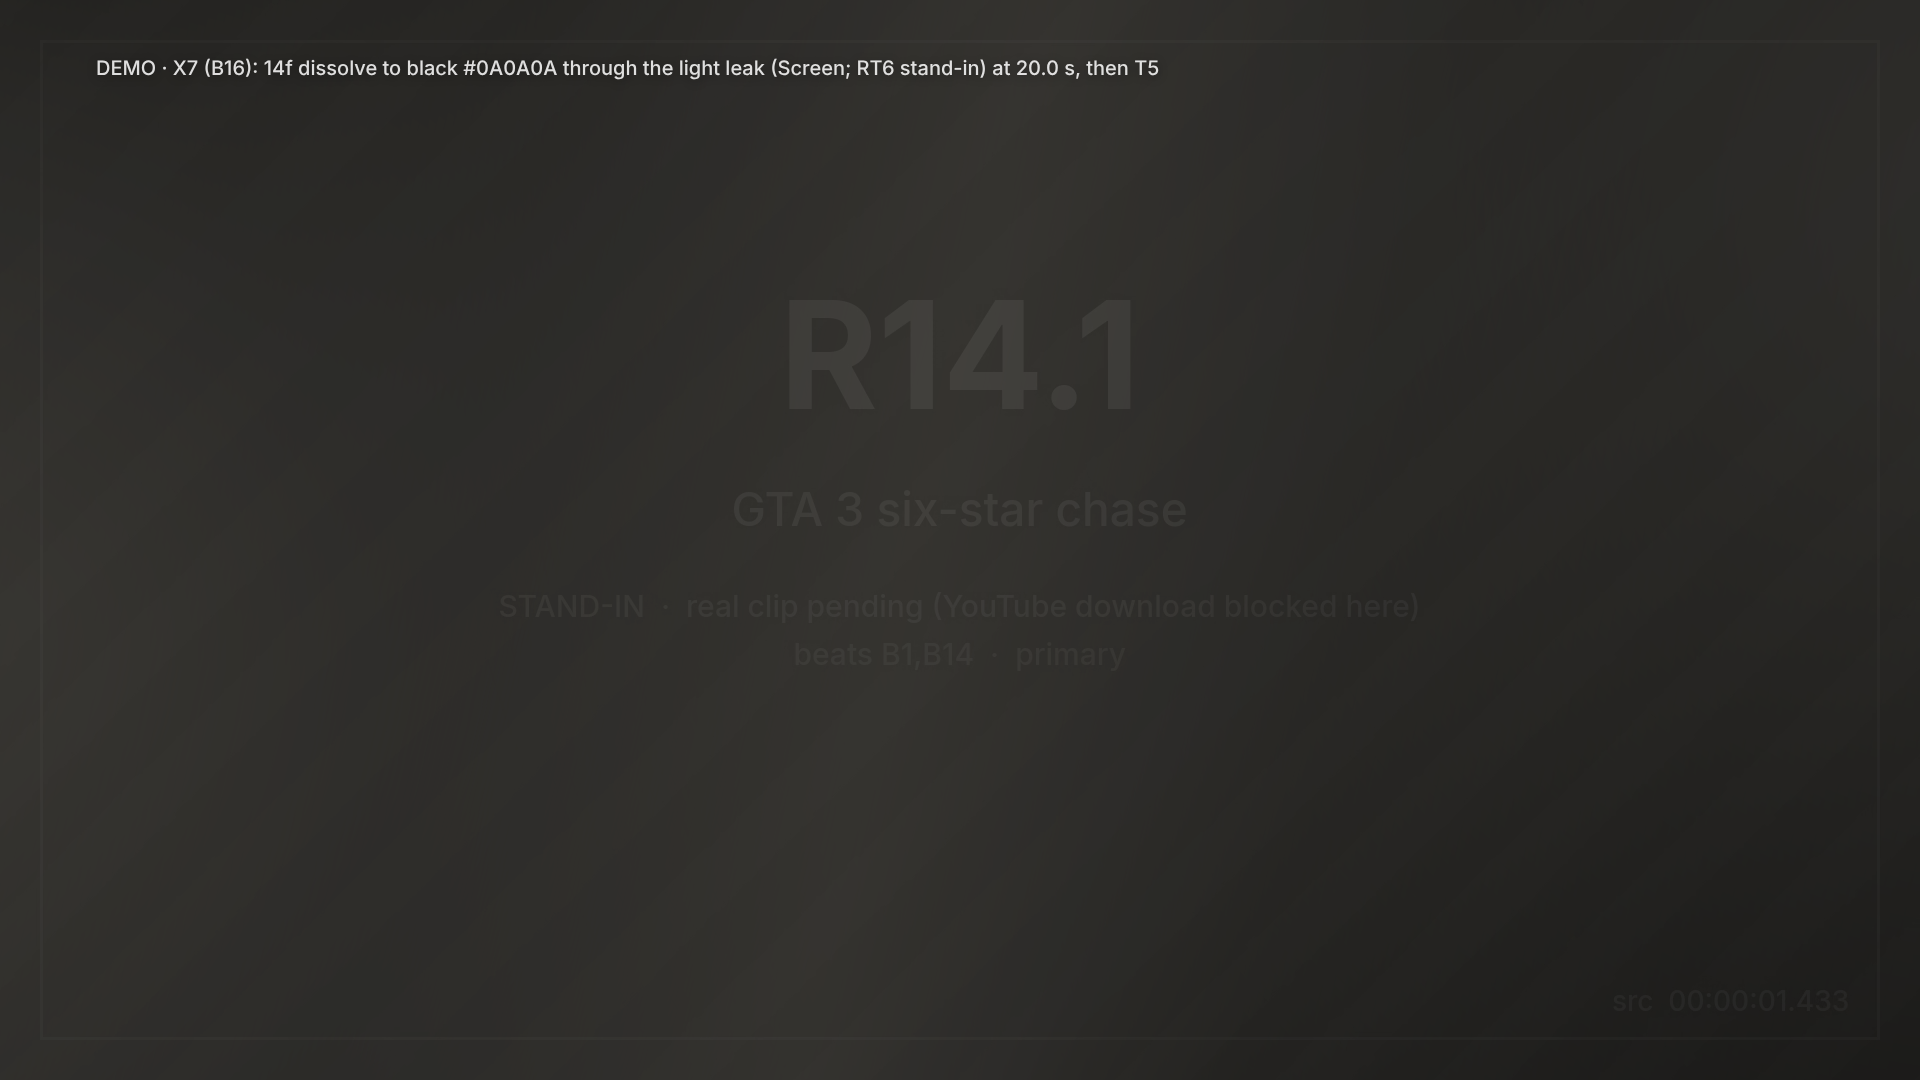 DEMO · X7 (B16): 14f dissolve to black #0A0A0A through the light leak (Screen; RT6 stand-in) at 20.0 s, then T5
R14.1
GTA 3 six-star chase
STAND-IN · real clip pending (YouTube download blocked here)
beats B1,B14 · primary
src 00:00:01.433